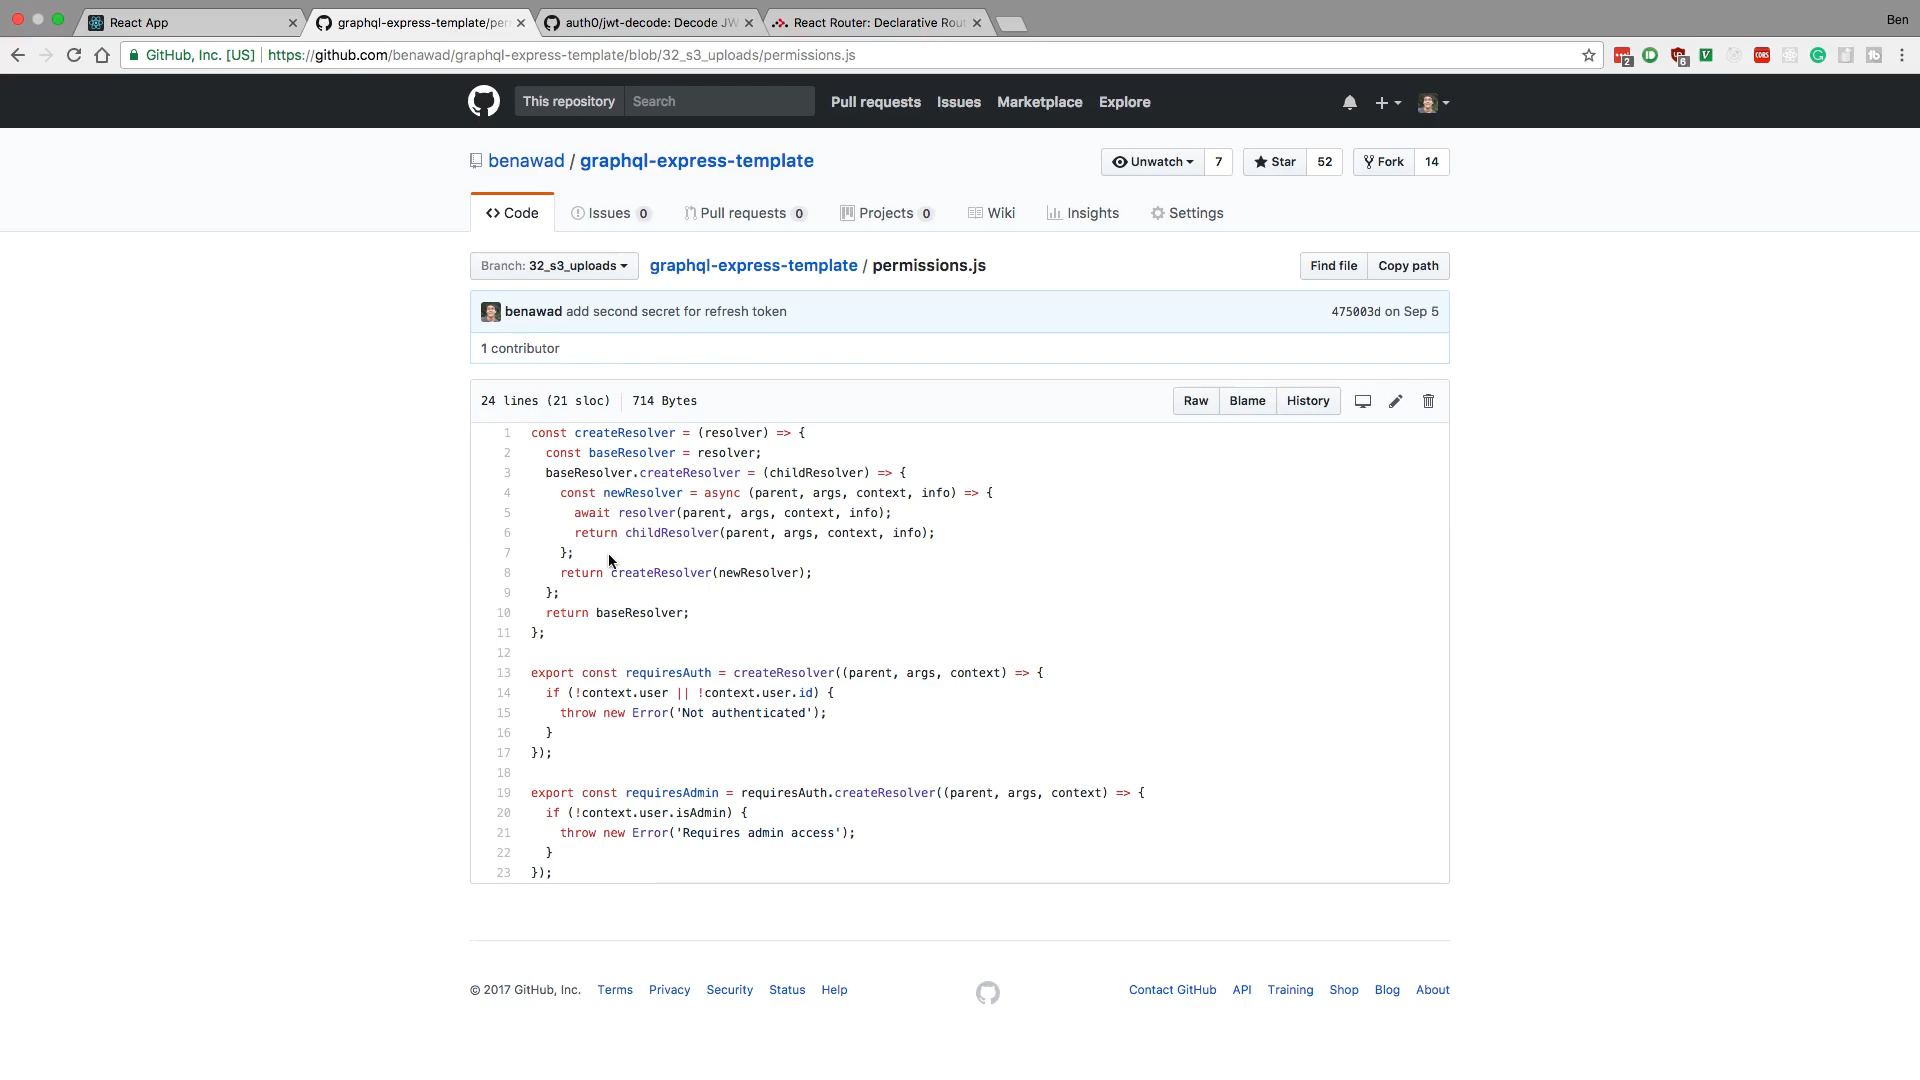 React App
graphql-express-template/per
auth0/jwt-decode: Decode JW
React Router: Declarative Rou
Ben
GitHub, Inc. [US] https://github.com/benawad/graphql-express-template/blob/32_s3_uploads/permissions.js
This repository Search Pull requests Issues Marketplace Explore
benawad / graphql-express-template
Unwatch 7 Star 52 Fork 14
Code Issues 0 Pull requests 0 Projects 0 Wiki Insights Settings
Branch: 32_s3_uploads graphql-express-template / permissions.js Find file Copy path
benawad add second secret for refresh token 475003d on Sep 5
1 contributor
24 lines (21 sloc) 714 Bytes Raw Blame History
1 const createResolver = (resolver) => {
2 const baseResolver = resolver;
3 baseResolver.createResolver = (childResolver) => {
4 const newResolver = async (parent, args, context, info) => {
5 await resolver(parent, args, context, info);
6 return childResolver(parent, args, context, info);
7 };
8 return createResolver(newResolver);
9 };
10 return baseResolver;
11 };
12
13 export const requiresAuth = createResolver((parent, args, context) => {
14 if (!context.user || !context.user.id) {
15 throw new Error('Not authenticated');
16 }
17 });
18
19 export const requiresAdmin = requiresAuth.createResolver((parent, args, context) => {
20 if (!context.user.isAdmin) {
21 throw new Error('Requires admin access');
22 }
23 });
© 2017 GitHub, Inc. Terms Privacy Security Status Help Contact GitHub API Training Shop Blog About